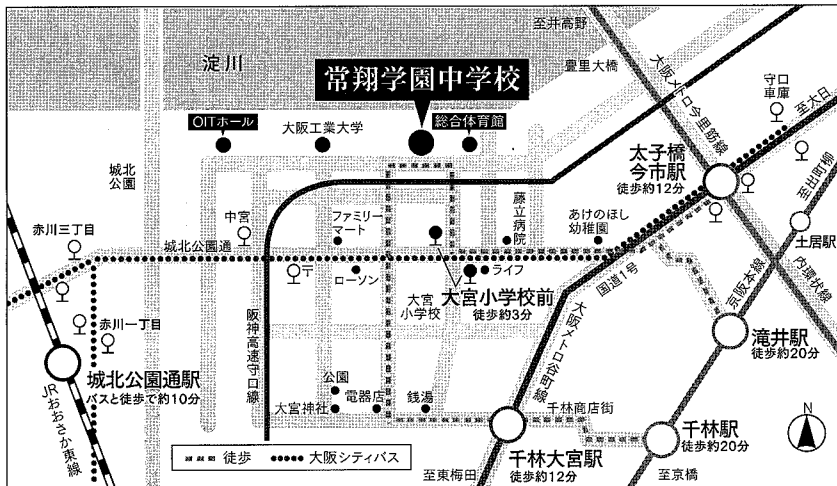 至井高野
淀川
豊里大橋
大阪メトロ今里筋線
守口
車庫
至大日
常翔学園中学校
OITホール
大阪工業大学
総合体育館
太子橋
今市駅
徒歩約12分
至出町柳
城北
公園
中宮
ファミリー
マート
藤立病院
あけのほし
幼稚園
土居駅
赤川三丁目
城北公園通
〒
ローソン
大宮
小学校
大宮小学校前
徒歩約3分
ライフ
国道1号
京阪本線
内環状線
赤川一丁目
阪神高速守口線
大阪メトロ谷町線
滝井駅
徒歩約20分
城北公園通駅
バスと徒歩で約10分
JRおおさか東線
公園
大宮神社
電器店
銭湯
千林商店街
N
千林大宮駅
徒歩約12分
千林駅
徒歩約20分
徒歩
大阪シティバス
至東梅田
至京橋